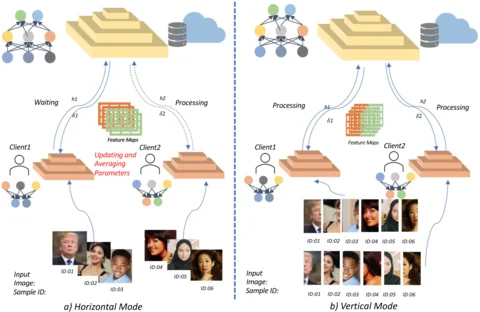 Waiting
h1
δ1
h2
δ2
Processing
Feature Maps
Client1
Updating and
Averaging
Parameters
Client2
ID:01
ID:02
ID:03
ID:04
ID:05
ID:06
Input
Image:
Sample ID:
a) Horizontal Mode
Processing
h1
δ1
h2
δ2
Processing
Feature Maps
Client1
Client2
ID:01
ID:02
ID:03
ID:04
ID:05
ID:06
Input
Image:
Sample ID:
ID:01
ID:02
ID:03
ID:04
ID:05
ID:06
b) Vertical Mode